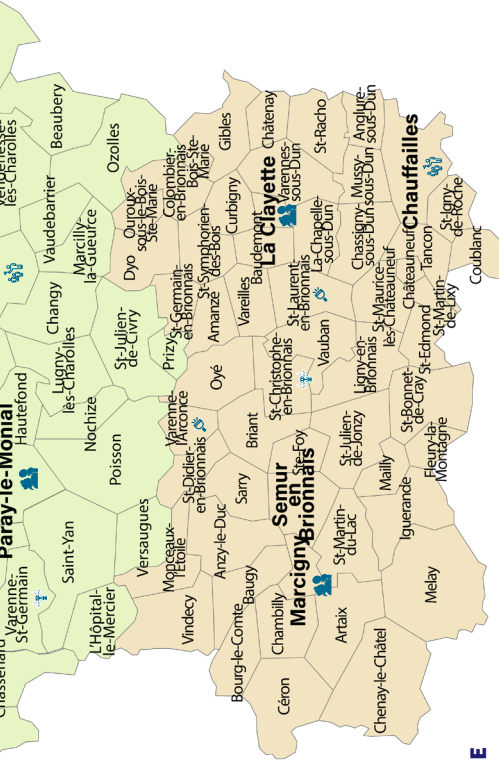 Chassenard
Varenne-
St-Germain
Paray-le-Monial
Hautefond
Vendenesse-
lès-Charolles
Beaubery
Vaudebarrier
Changy
Lugny-
lès-Charolles
Saint-Yan
L'Hôpital-
le-Mercier
Nochize
Marcilly-
la-Gueurce
Ozolles
Poisson
St-Julien-
de-Civry
Dyo
Ouroux-
sous-le-Bois-
Ste-Marie
Versaugues
Varenne-
l'Arconce
Prizy
St-Germain-
en-Brionnais
Colombier-
en-Brionnais
Bois-Ste-
Marie
Monceaux-
l'Etoile
Vindecy
St-Didier-
en-Brionnais
Oyé
Amanzé
St-Symphorien-
des-Bois
Gibles
Curbigny
Anzy-le-Duc
Sarry
Briant
Vareilles
Baudemont
La Clayette
Châtenay
Varennes-
sous-Dun
Bourg-le-Comte
Baugy
Chambilly
Céron
Marcigny
Semur
en
Brionnais
Ste-Foy
St-Christophe-
en-Brionnais
St-Laurent-
en-Brionnais
La-Chapelle-
sous-Dun
St-Racho
Vauban
Artaix
St-Martin-
du-Lac
St-Julien-
de-Jonzy
Ligny-en-
Brionnais
St-Maurice-
lès-Châteauneuf
Chassigny-
sous-Dun
Mussy-
sous-Dun
Anglure-
sous-Dun
Chenay-le-Châtel
Mailly
Iguerande
St-Bonnet-
de-Cray
St-Edmond
Châteauneuf
Tancon
Chauffailles
Melay
Fleury-la-
Montagne
St-Martin-
de-Lixy
St-Igny-
de-Roche
Coublanc
E